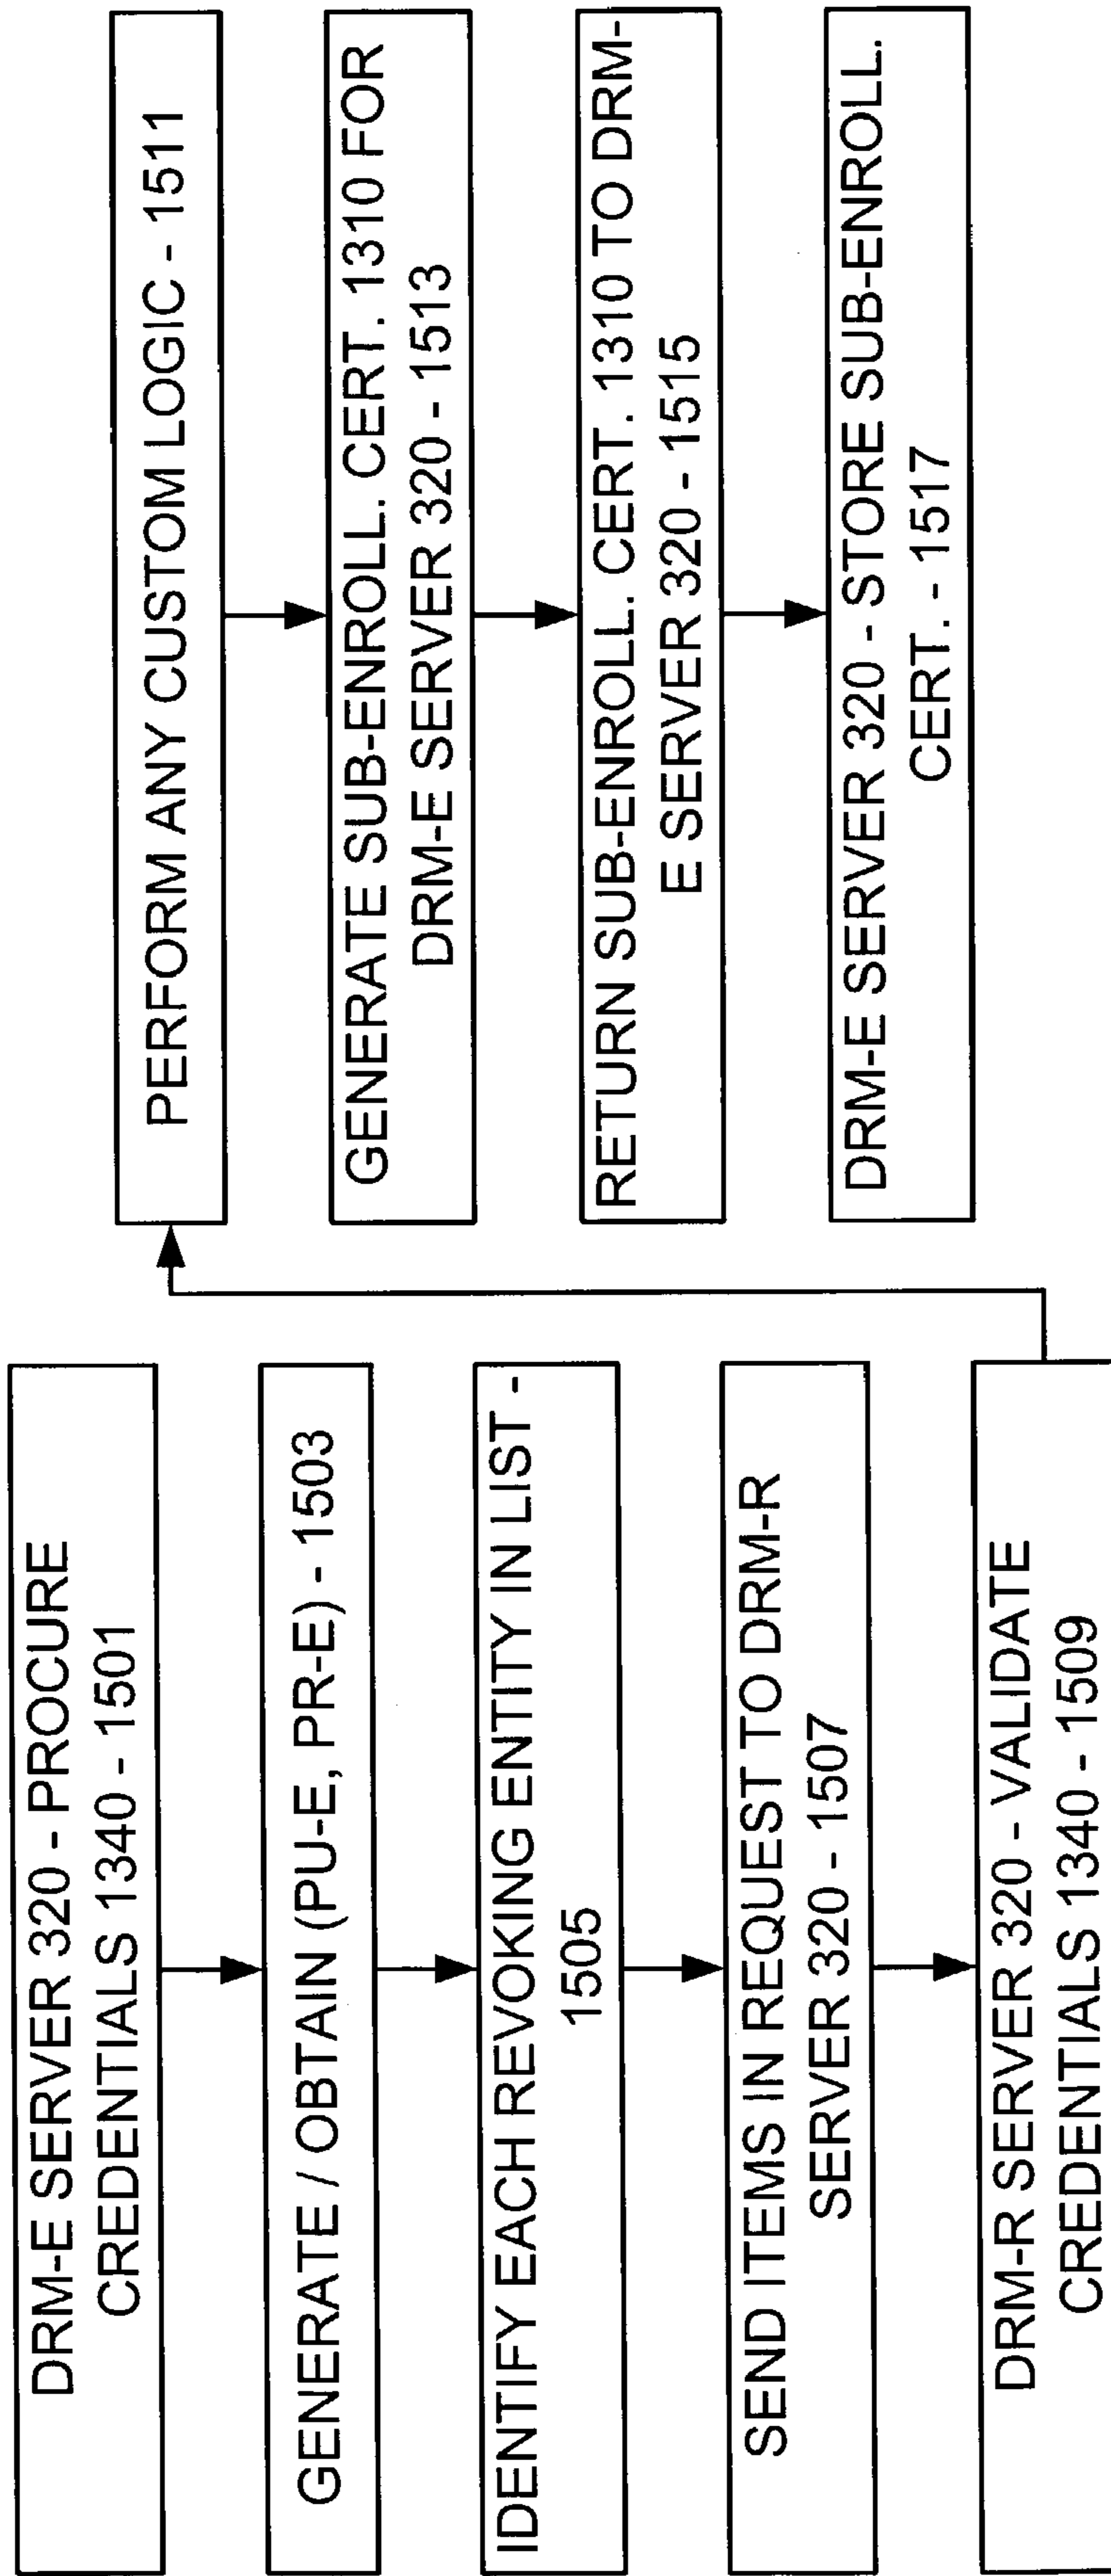 DRM-E SERVER 320 - PROCURE
CREDENTIALS 1340 - 1501
GENERATE / OBTAIN (PU-E, PR-E) - 1503
IDENTIFY EACH REVOKING ENTITY IN LIST -
1505
SEND ITEMS IN REQUEST TO DRM-R
SERVER 320 - 1507
DRM-R SERVER 320 - VALIDATE
CREDENTIALS 1340 - 1509
PERFORM ANY CUSTOM LOGIC - 1511
GENERATE SUB-ENROLL. CERT. 1310 FOR
DRM-E SERVER 320 - 1513
RETURN SUB-ENROLL. CERT. 1310 TO DRM-
E SERVER 320 - 1515
DRM-E SERVER 320 - STORE SUB-ENROLL.
CERT. - 1517